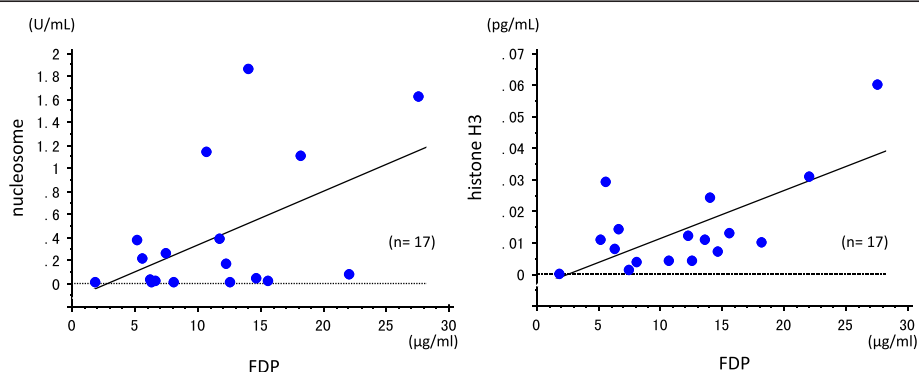 (U/mL)
nucleosome
2
1. 8
1. 6
1. 4
1. 2
1
. 8
. 6
. 4
. 2
0
(n= 17)
0 5 10 15 20 25 30
(µg/ml)
FDP
(pg/mL)
histone H3
. 07
. 06
. 05
. 04
. 03
. 02
. 01
0
(n= 17)
0 5 10 15 20 25 30
(µg/ml)
FDP